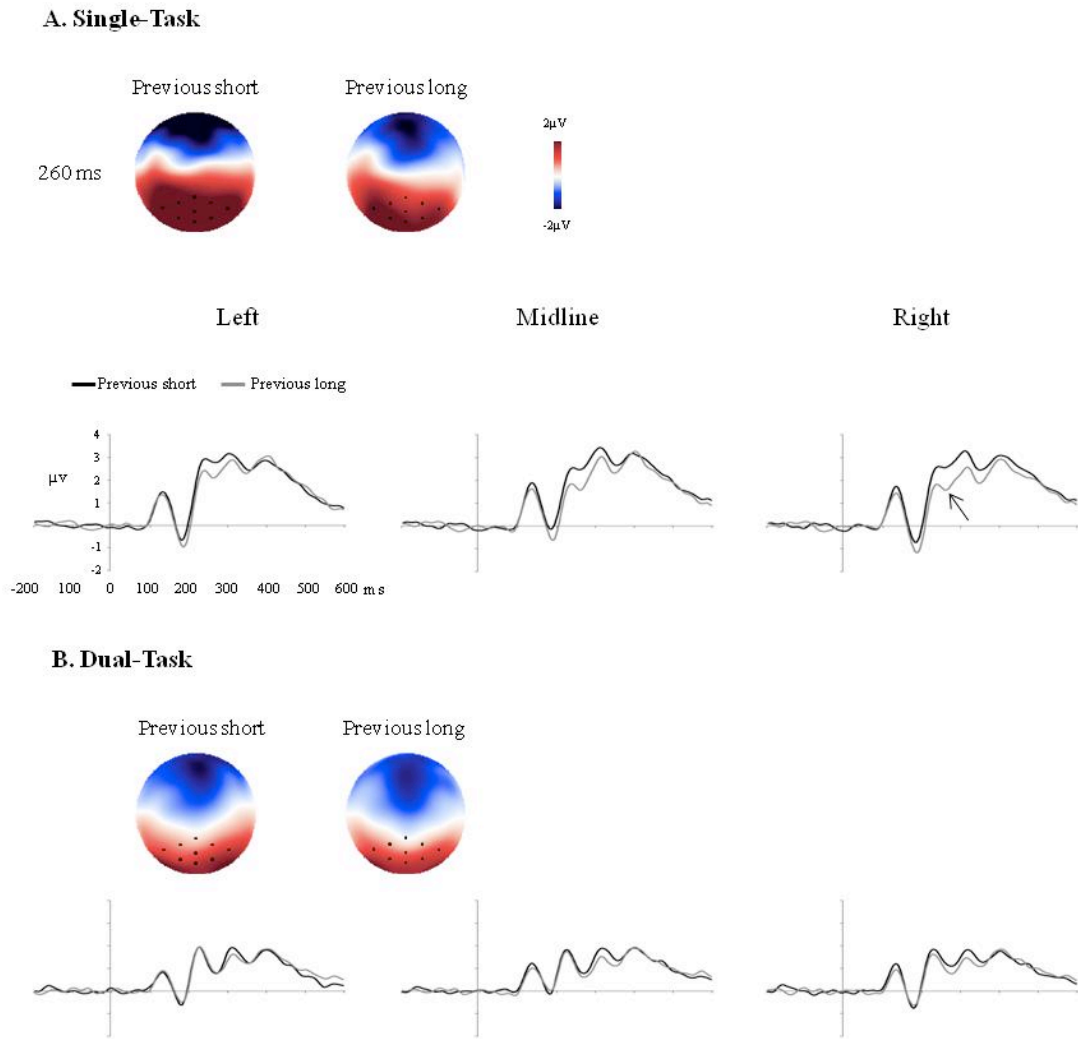 A. Single-Task
Previous short Previous long
2μV
260 ms
-2μV
Left Midline Right
Previous short Previous long
4
3
μv
2
1
0
-1
-2
-200 100 0 100 200 300 400 500 600 ms
B. Dual-Task
Previous short Previous long